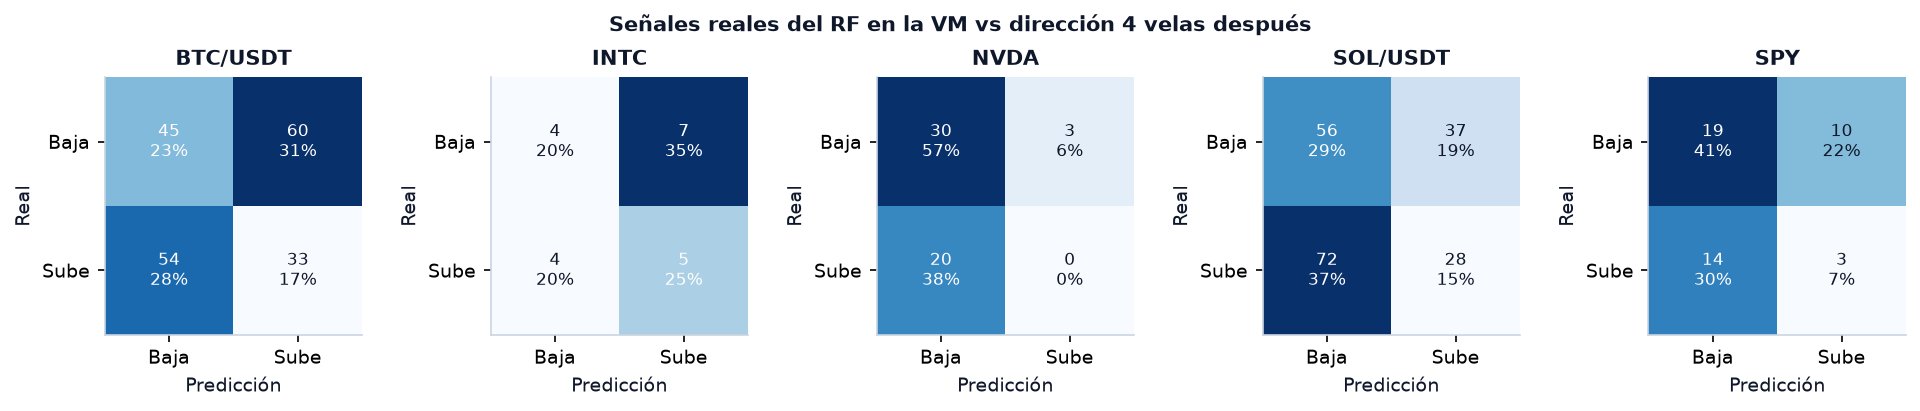 Señales reales del RF en la VM vs dirección 4 velas después
BTC/USDT
Real
Baja
Sube
45
23%
60
31%
54
28%
33
17%
Baja
Sube
Predicción
INTC
Real
Baja
Sube
4
20%
7
35%
4
20%
5
25%
Baja
Sube
Predicción
NVDA
Real
Baja
Sube
30
57%
3
6%
20
38%
0
0%
Baja
Sube
Predicción
SOL/USDT
Real
Baja
Sube
56
29%
37
19%
72
37%
28
15%
Baja
Sube
Predicción
SPY
Real
Baja
Sube
19
41%
10
22%
14
30%
3
7%
Baja
Sube
Predicción